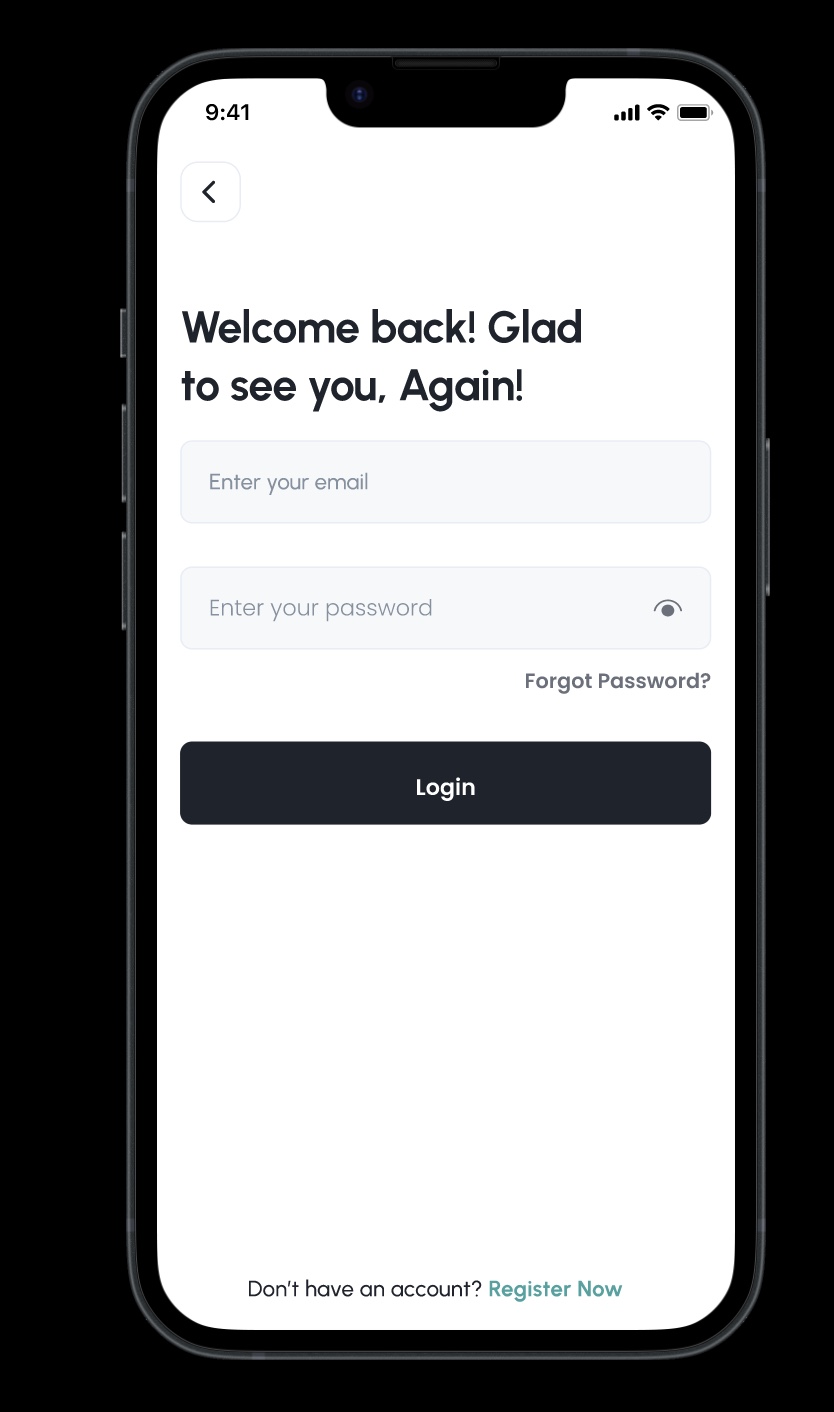 9:41
Welcome back! Glad
to see you, Again!
Enter your email
Enter your password
Forgot Password?
Login
Don't have an account? Register Now